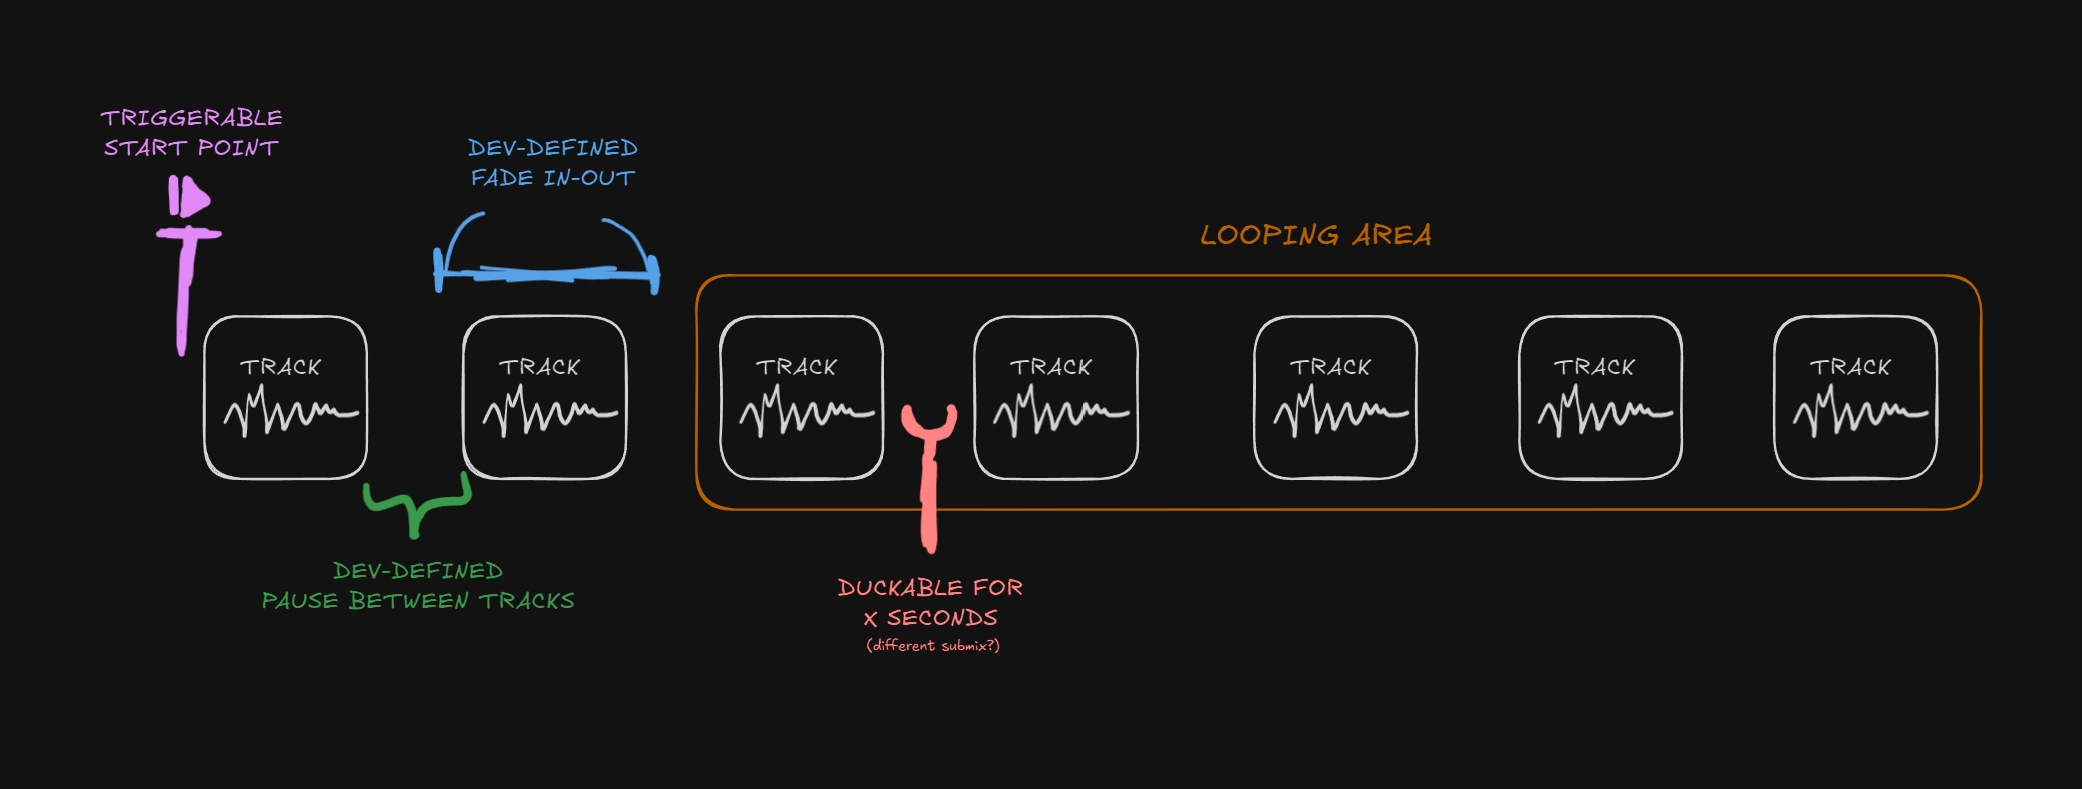 TRIGGERABLE
START POINT
DEV-DEFINED
FADE IN-OUT
LOOPING AREA
TRACK
TRACK
TRACK
TRACK
TRACK
TRACK
TRACK
DEV-DEFINED
PAUSE BETWEEN TRACKS
DUCKABLE FOR
X SECONDS
(different submix?)